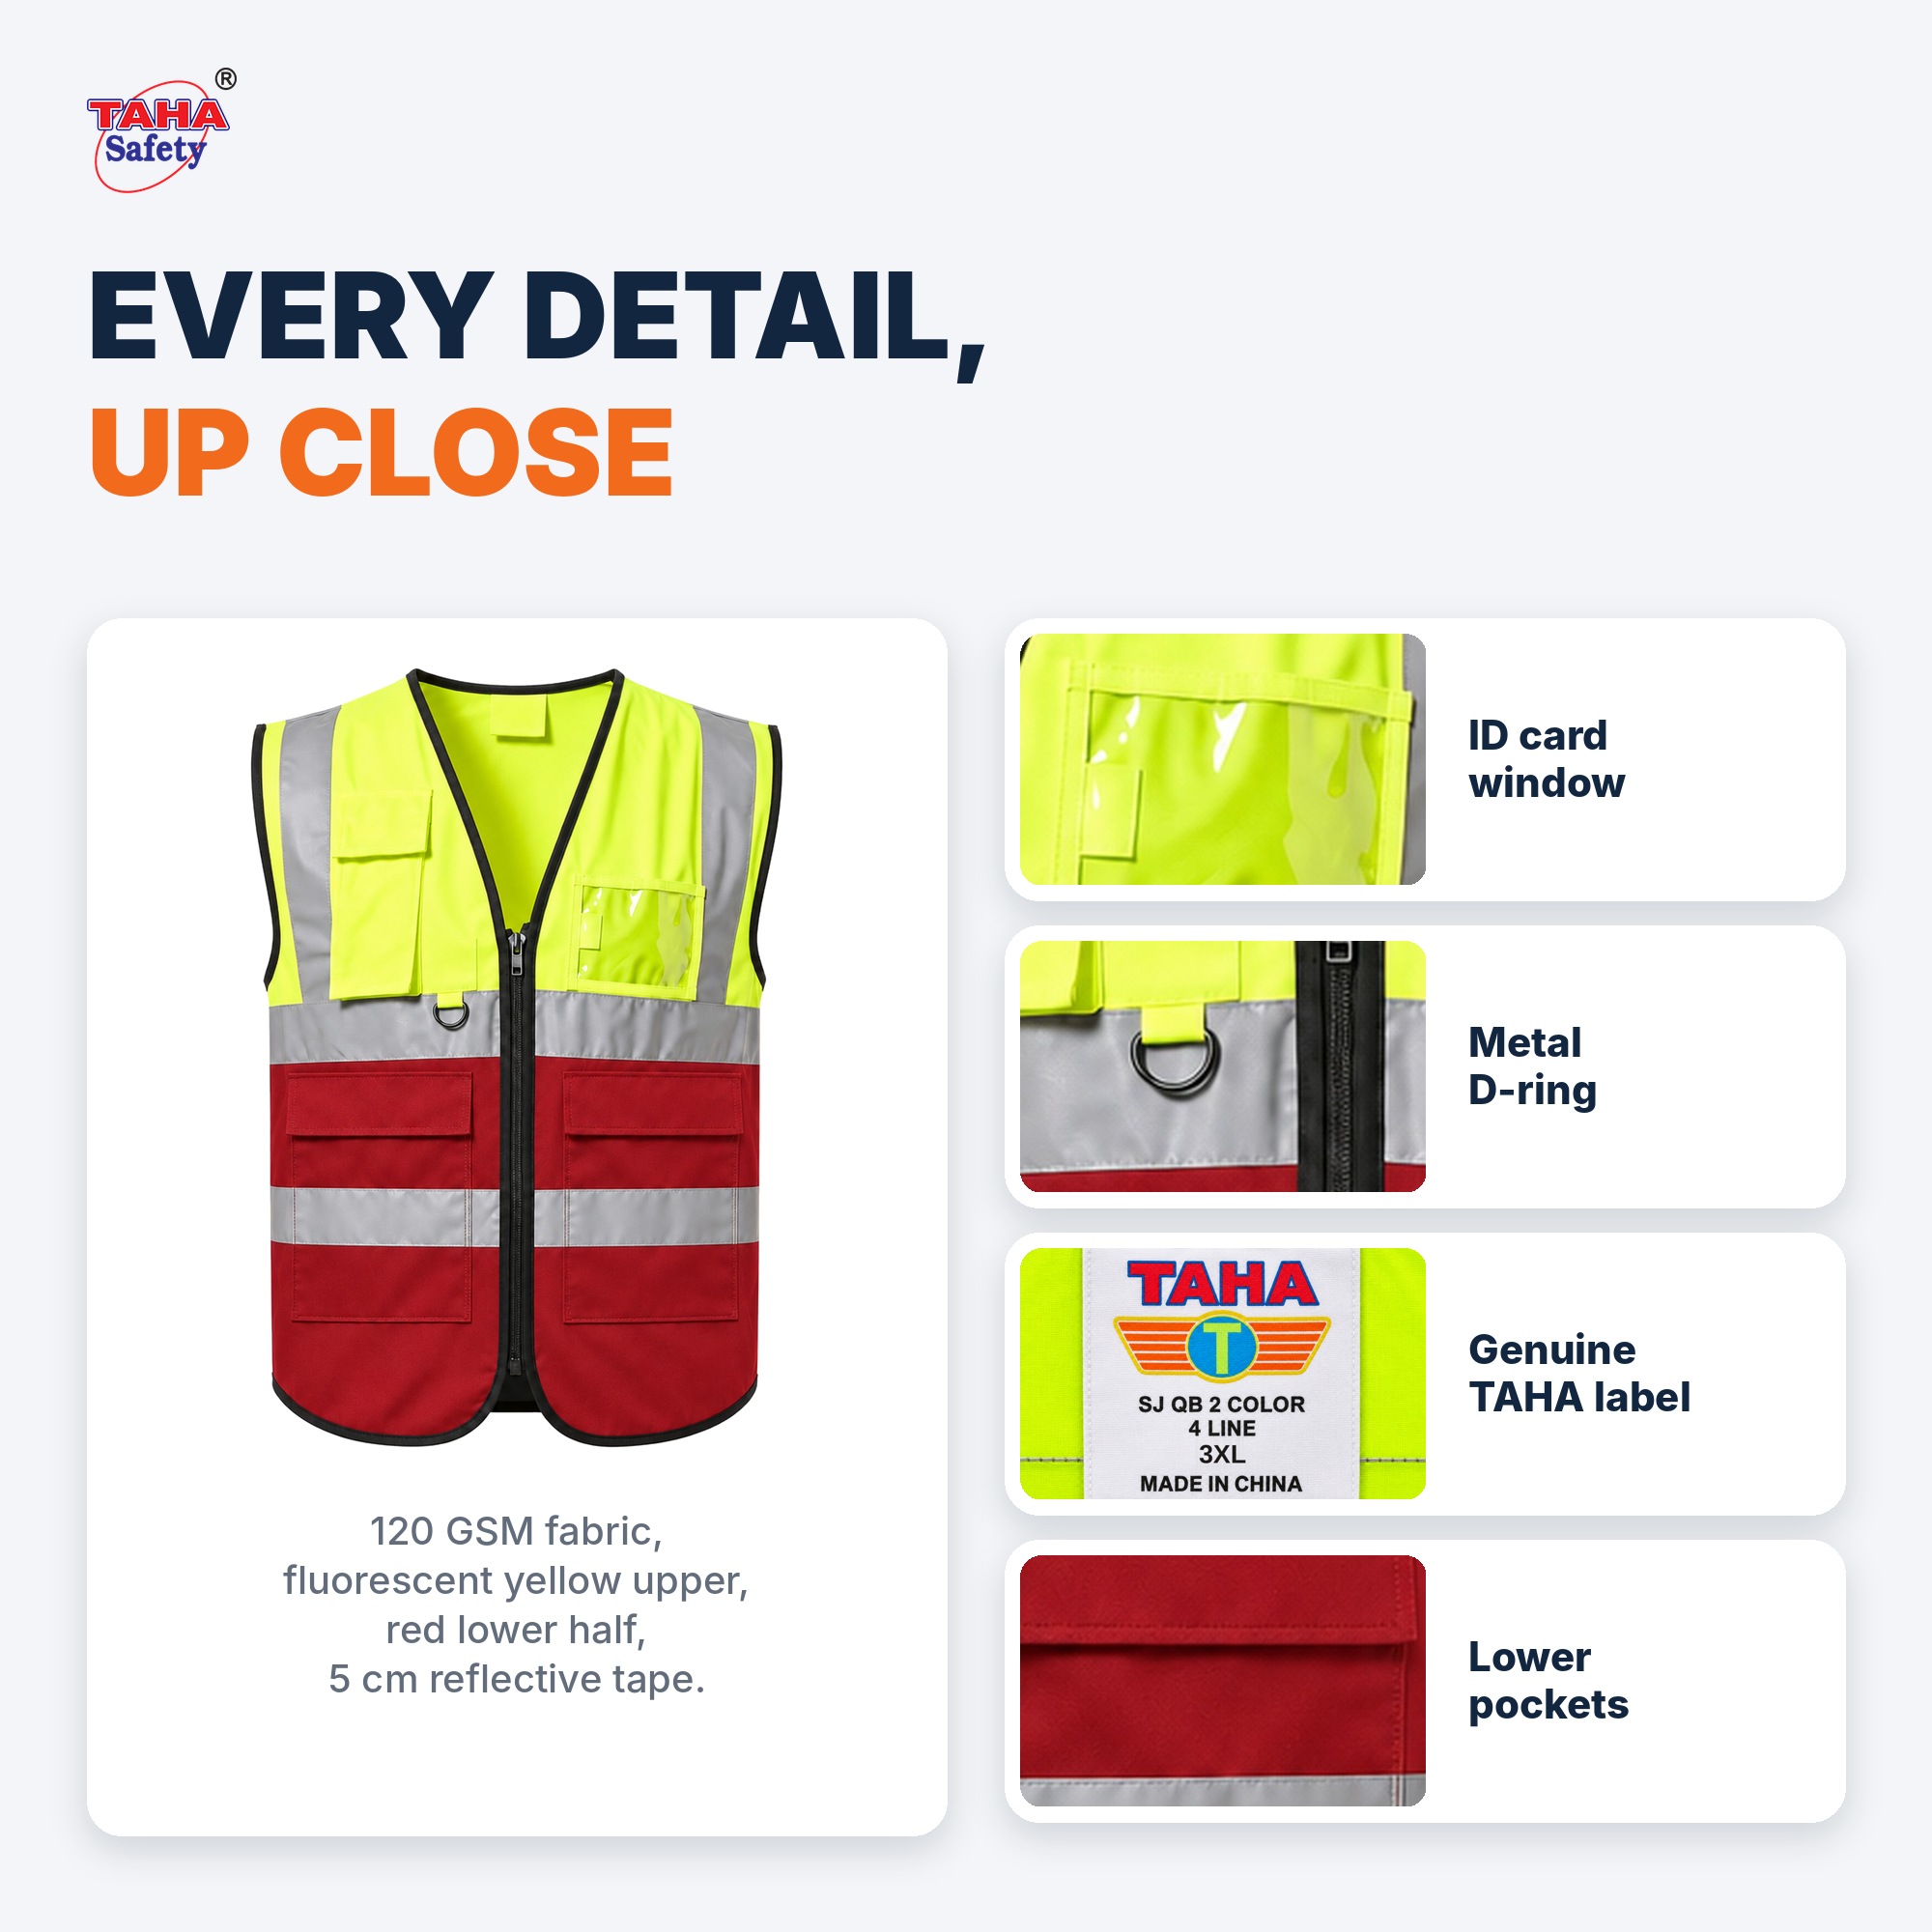 TAHA ®
Safety
EVERY DETAIL,
UP CLOSE
120 GSM fabric,
fluorescent yellow upper,
red lower half,
5 cm reflective tape.
ID card
window
Metal
D-ring
TAHA
T
SJ QB 2 COLOR
4 LINE
3XL
MADE IN CHINA
Genuine
TAHA label
Lower
pockets